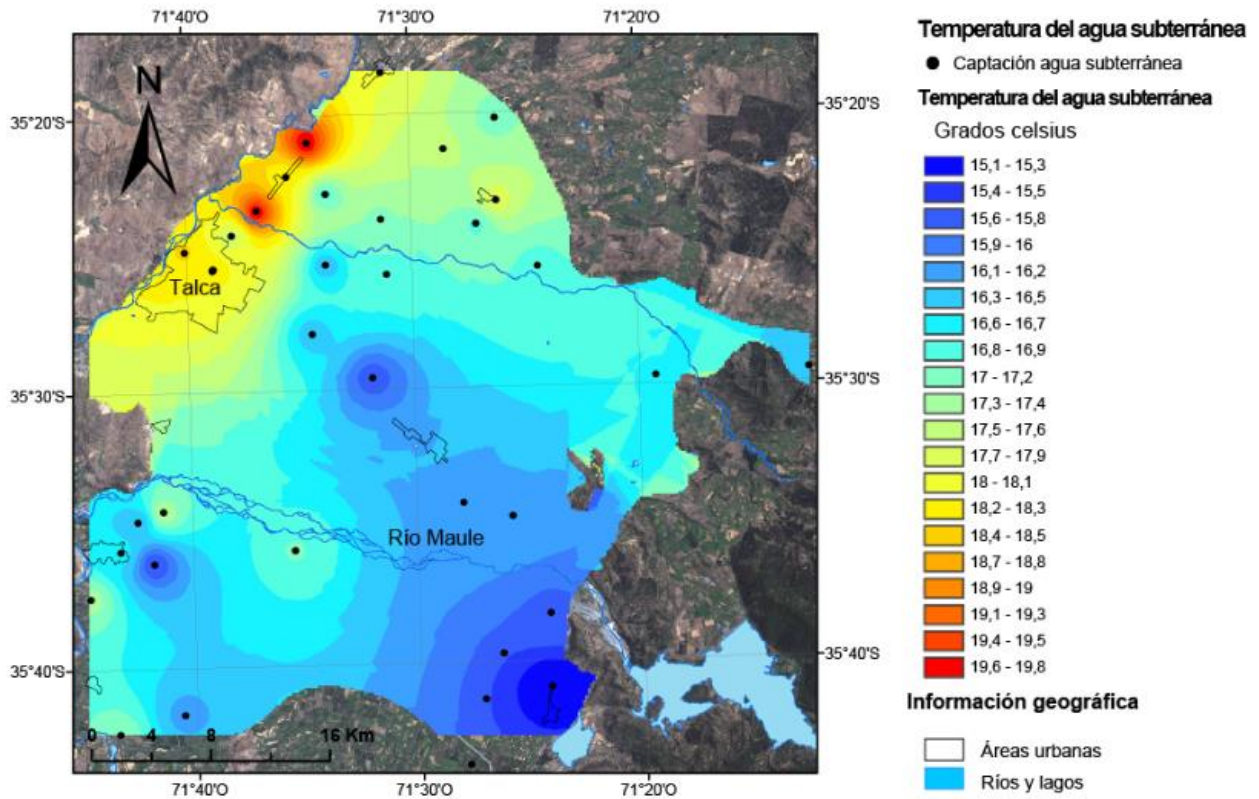 71°40'O
71°30'O
71°20'O
N
35°20'S
35°20'S
Talca
35°30'S
35°30'S
Río Maule
35°40'S
35°40'S
0 4 8 16 Km
71°40'O
71°30'O
71°20'O
Temperatura del agua subterránea
Captación agua subterránea
Temperatura del agua subterránea
Grados celsius
15,1 - 15,3
15,4 - 15,5
15,6 - 15,8
15,9 - 16
16,1 - 16,2
16,3 - 16,5
16,6 - 16,7
16,8 - 16,9
17 - 17,2
17,3 - 17,4
17,5 - 17,6
17,7 - 17,9
18 - 18,1
18,2 - 18,3
18,4 - 18,5
18,7 - 18,8
18,9 - 19
19,1 - 19,3
19,4 - 19,5
19,6 - 19,8
Información geográfica
Áreas urbanas
Ríos y lagos